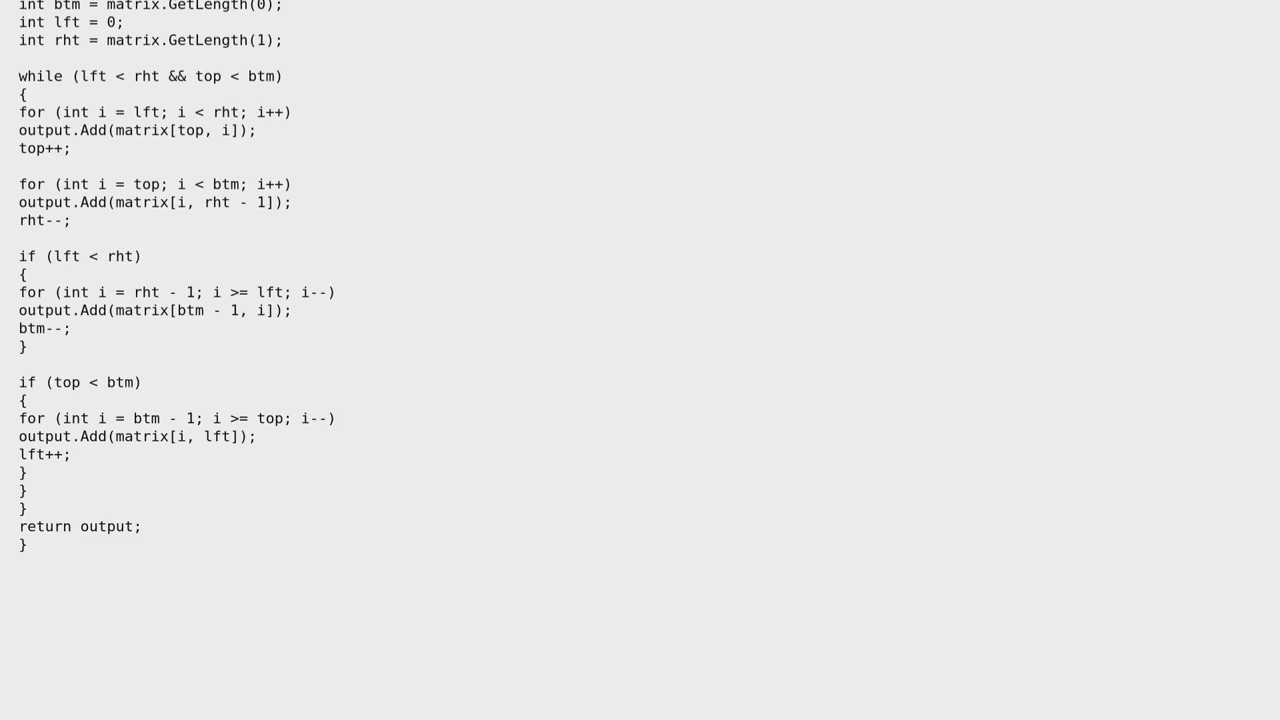 int btm = matrix.GetLength(0);
int lft = 0;
int rht = matrix.GetLength(1);
while (lft < rht && top < btm)
{
for (int i = lft; i < rht; i++)
output.Add(matrix[top, i]);
top++;
for (int i = top; i < btm; i++)
output.Add(matrix[i, rht - 1]);
rht--;
if (lft < rht)
{
for (int i = rht - 1; i >= lft; i--)
output.Add(matrix[btm - 1, i]);
btm--;
}
if (top < btm)
{
for (int i = btm - 1; i >= top; i--)
output.Add(matrix[i, lft]);
lft++;
}
}
}
return output;
}